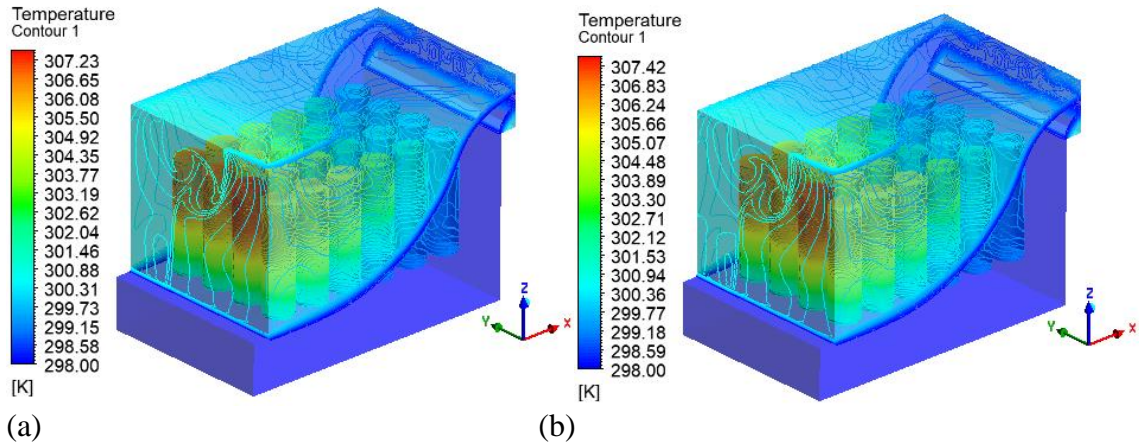 Temperature
Contour 1
307.23
306.65
306.08
305.50
304.92
304.35
303.77
303.19
302.62
302.04
301.46
300.88
300.31
299.73
299.15
298.58
298.00
[K]
Z
Y
X
(a)
Temperature
Contour 1
307.42
306.83
306.24
305.66
305.07
304.48
303.89
303.30
302.71
302.12
301.53
300.94
300.36
299.77
299.18
298.59
298.00
[K]
Z
Y
X
(b)